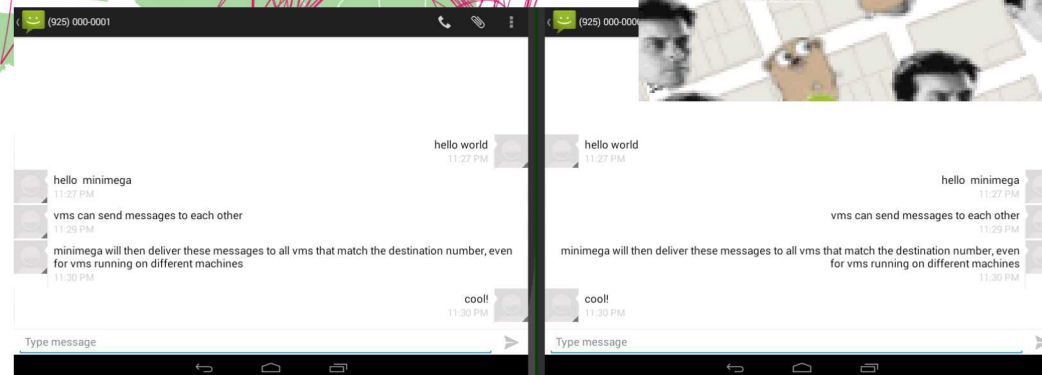 (925) 000-0001
hello world
11:27 PM
hello minimega
11:27 PM
vms can send messages to each other
11:29 PM
minimega will then deliver these messages to all vms that match the destination number, even
for vms running on different machines
11:30 PM
cool!
11:30 PM
Type message
(925) 000-000
hello world
11:27 PM
hello minimega
11:27 PM
vms can send messages to each other
11:29 PM
minimega will then deliver these messages to all vms that match the destination number, even
for vms running on different machines
11:30 PM
cool!
11:30 PM
Type message